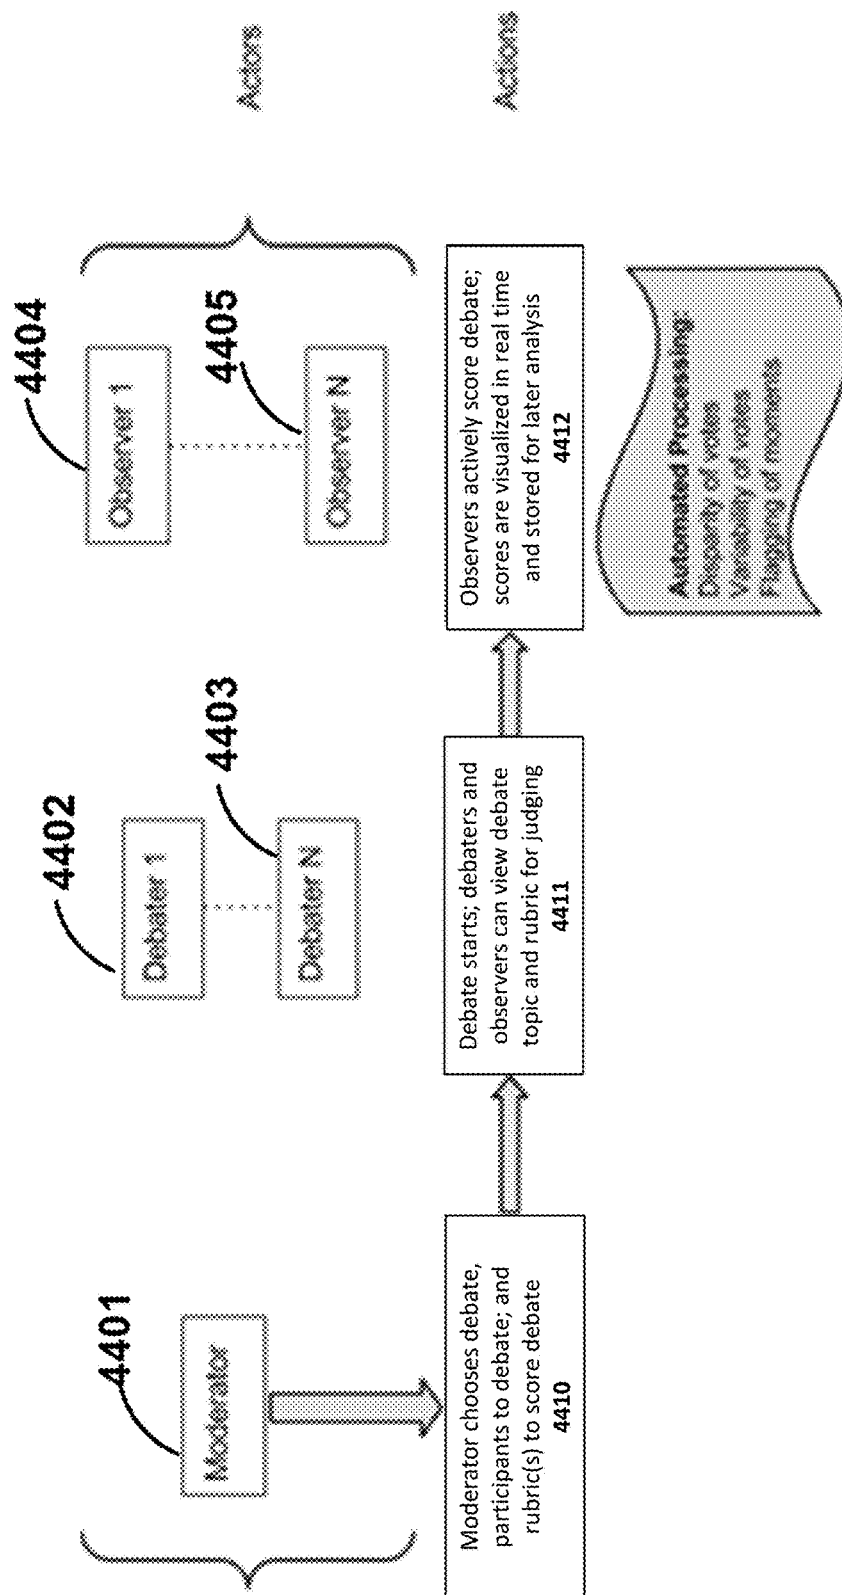 4401
Moderator
4402
Debater 1
4403
Debater N
4404
Observer 1
4405
Observer N
Actors
Moderator chooses debate,
participants to debate; and
rubric(s) to score debate
4410
Debate starts; debaters and
observers can view debate
topic and rubric for judging
4411
Observers actively score debate;
scores are visualized in real time
and stored for later analysis
4412
Actions
Automated Processing:
Disparity of votes
Variability of votes
Flagging of moments